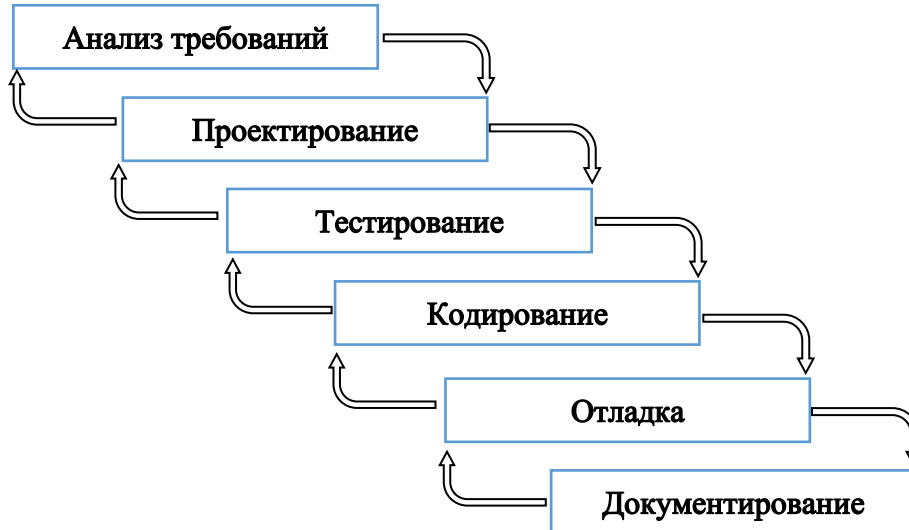 Анализ требований
Проектирование
Тестирование
Кодирование
Отладка
Документирование